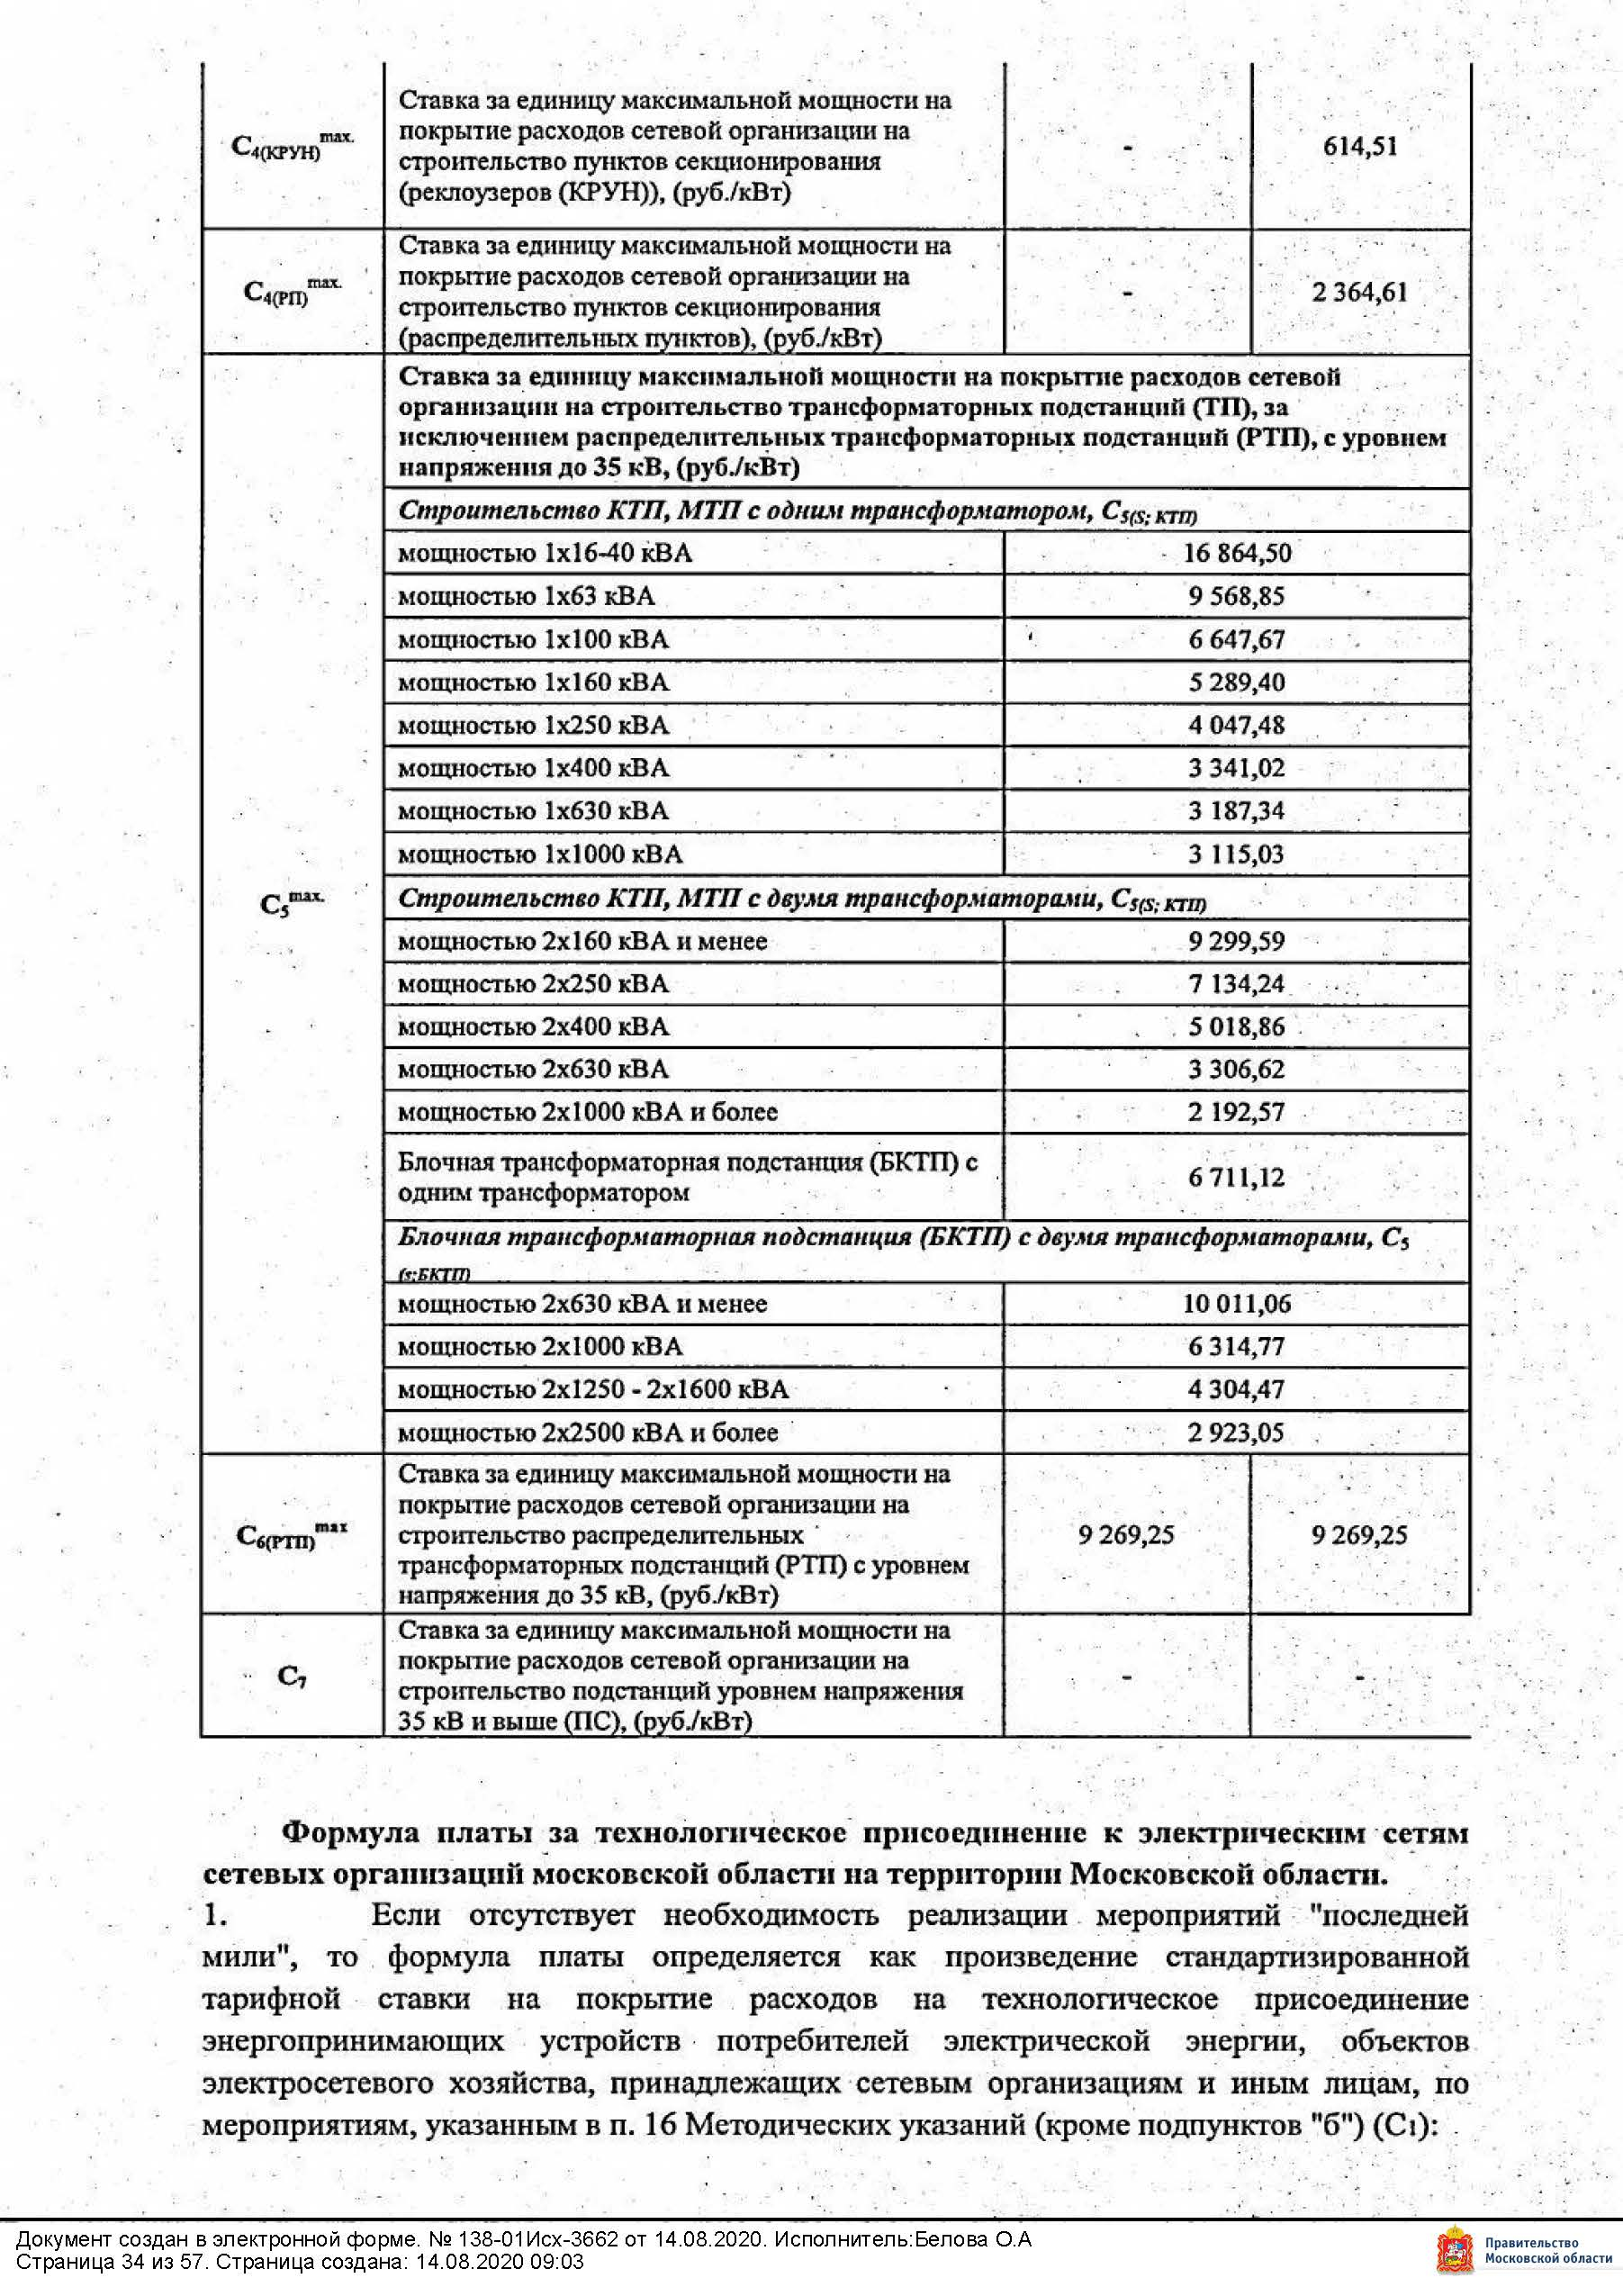 С4(КРУН)max.
Ставка за единицу максимальной мощности на
покрытие расходов сетевой организации на
строительство пунктов секционирования
(реклоузеров (КРУН)), (руб./кВт)
-
614,51
С4(РП)max.
Ставка за единицу максимальной мощности на
покрытие расходов сетевой организации на
строительство пунктов секционирования
(распределительных пунктов), (руб./кВт)
-
2 364,61
С5max.
Ставка за единицу максимальной мощности на покрытие расходов сетевой
организации на строительство трансформаторных подстанций (ТП), за
исключением распределительных трансформаторных подстанций (РТП), с уровнем
напряжения до 35 кВ, (руб./кВт)
Строительство КТП, МТП с одним трансформатором, С5(S; КТП)
мощностью 1х16-40 кВА 16 864,50
мощностью 1х63 кВА 9 568,85
мощностью 1х100 кВА 6 647,67
мощностью 1х160 кВА 5 289,40
мощностью 1х250 кВА 4 047,48
мощностью 1х400 кВА 3 341,02
мощностью 1х630 кВА 3 187,34
мощностью 1х1000 кВА 3 115,03
Строительство КТП, МТП с двумя трансформаторами, С5(S; КТП)
мощностью 2х160 кВА и менее 9 299,59
мощностью 2х250 кВА 7 134,24
мощностью 2х400 кВА 5 018,86
мощностью 2х630 кВА 3 306,62
мощностью 2х1000 кВА и более 2 192,57
Блочная трансформаторная подстанция (БКТП) с
одним трансформатором
6 711,12
Блочная трансформаторная подстанция (БКТП) с двумя трансформаторами, С5
(s;БКТП)
мощностью 2х630 кВА и менее 10 011,06
мощностью 2х1000 кВА 6 314,77
мощностью 2х1250 - 2х1600 кВА 4 304,47
мощностью 2х2500 кВА и более 2 923,05
С6(РТП)max
Ставка за единицу максимальной мощности на
покрытие расходов сетевой организации на
строительство распределительных
трансформаторных подстанций (РТП) с уровнем
напряжения до 35 кВ, (руб./кВт)
9 269,25
9 269,25
С7
Ставка за единицу максимальной мощности на
покрытие расходов сетевой организации на
строительство подстанций уровнем напряжения
35 кВ и выше (ПС), (руб./кВт)
-
-
Формула платы за технологическое присоединение к электрическим сетям
сетевых организаций московской области на территории Московской области.
1. Если отсутствует необходимость реализации мероприятий "последней
мили", то формула платы определяется как произведение стандартизированной
тарифной ставки на покрытие расходов на технологическое присоединение
энергопринимающих устройств потребителей электрической энергии, объектов
электросетевого хозяйства, принадлежащих сетевым организациям и иным лицам, по
мероприятиям, указанным в п. 16 Методических указаний (кроме подпунктов "б") (С1):
Документ создан в электронной форме. № 138-01Исх-3662 от 14.08.2020. Исполнитель:Белова О.А
Страница 34 из 57. Страница создана: 14.08.2020 09:03
Правительство
Московской области